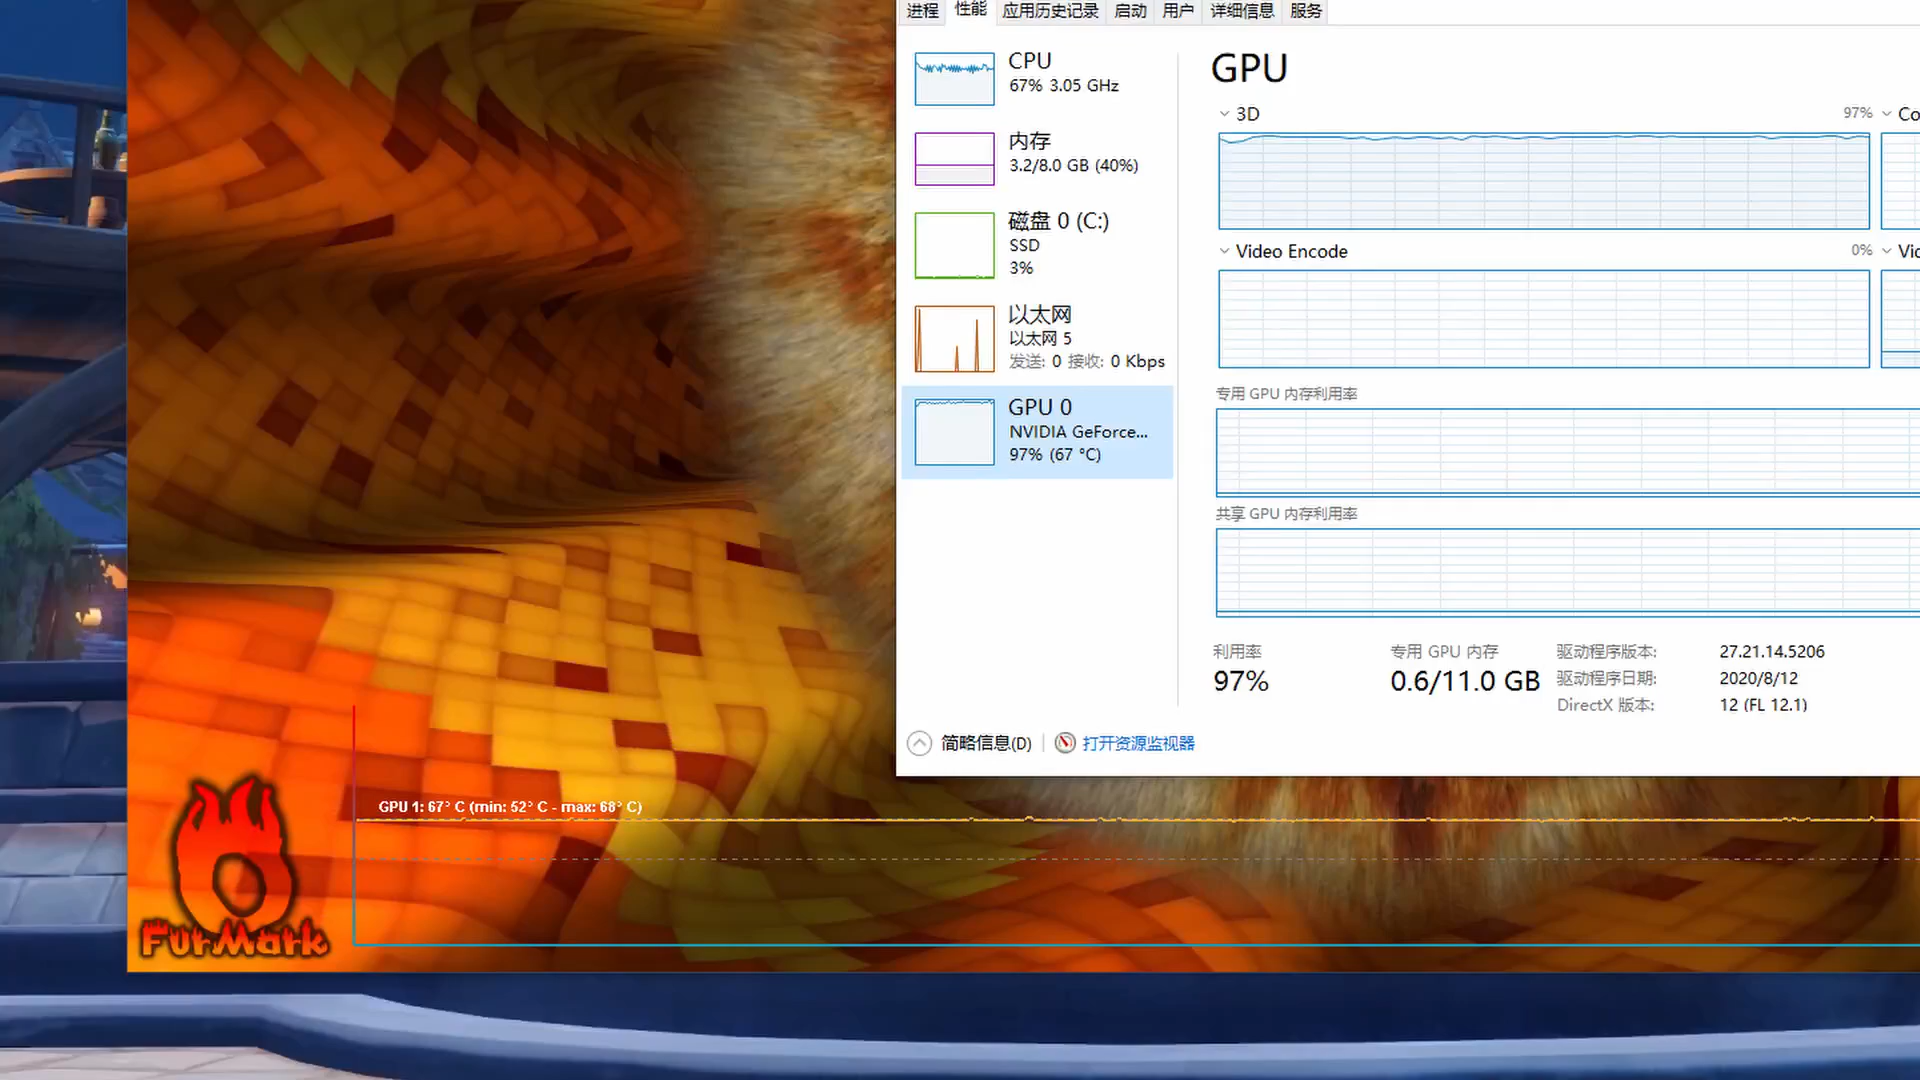 进程 性能 应用历史记录 启动 用户 详细信息 服务
CPU
67% 3.05 GHz
内存
3.2/8.0 GB (40%)
磁盘 0 (C:)
SSD
3%
以太网
以太网 5
发送: 0 接收: 0 Kbps
GPU 0
NVIDIA GeForce...
97% (67 °C)
GPU
3D 97% Co
Video Encode 0% Vid
专用 GPU 内存利用率
共享 GPU 内存利用率
利用率
97%
专用 GPU 内存
0.6/11.0 GB
驱动程序版本: 27.21.14.5206
驱动程序日期: 2020/8/12
DirectX 版本: 12 (FL 12.1)
简略信息(D) 打开资源监视器
GPU 1: 67° C (min: 52° C - max: 68° C)
FurMark